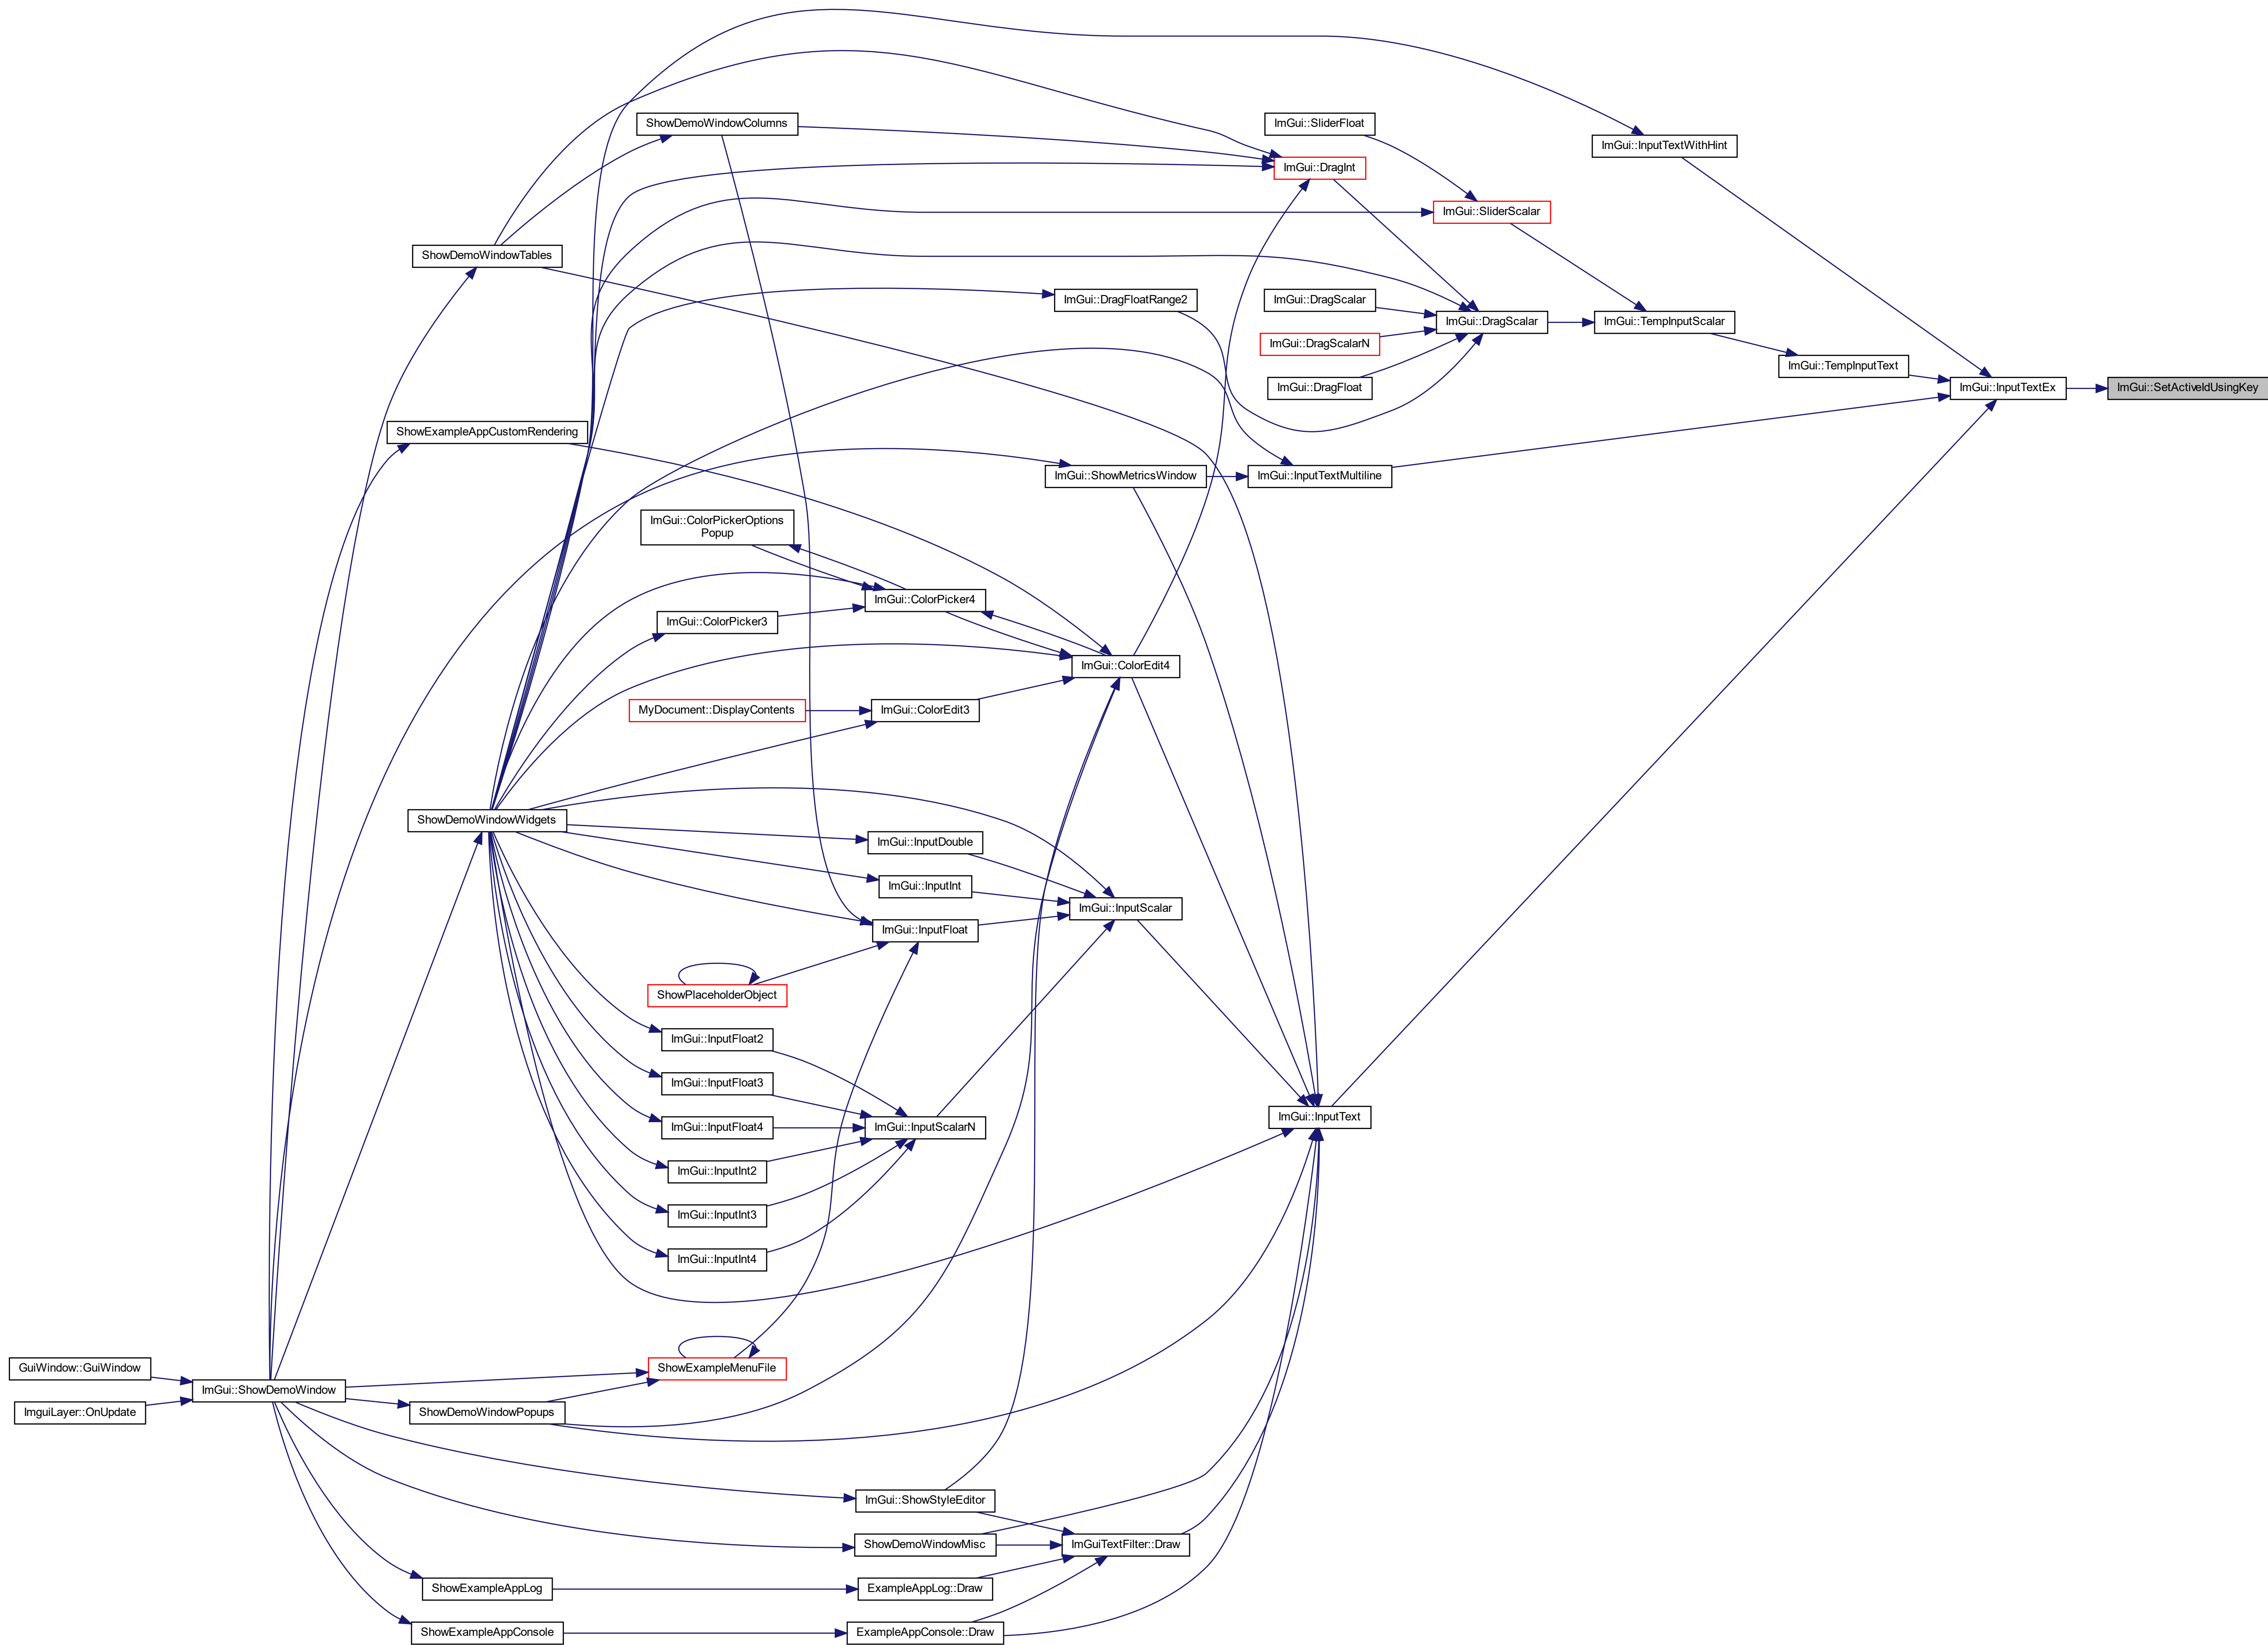 ShowDemoWindowColumns
ImGui::SliderFloat
ImGui::InputTextWithHint
ImGui::DragInt
ImGui::SliderScalar
ShowDemoWindowTables
ImGui::DragFloatRange2
ImGui::DragScalar
ImGui::DragScalar
ImGui::TempInputScalar
ImGui::DragScalarN
ImGui::TempInputText
ImGui::DragFloat
ImGui::InputTextEx
ImGui::SetActiveIdUsingKey
ShowExampleAppCustomRendering
ImGui::ShowMetricsWindow
ImGui::InputTextMultiline
ImGui::ColorPickerOptions
Popup
ImGui::ColorPicker4
ImGui::ColorPicker3
ImGui::ColorEdit4
MyDocument::DisplayContents
ImGui::ColorEdit3
ShowDemoWindowWidgets
ImGui::InputDouble
ImGui::InputInt
ImGui::InputScalar
ImGui::InputFloat
ShowPlaceholderObject
ImGui::InputFloat2
ImGui::InputFloat3
ImGui::InputText
ImGui::InputFloat4
ImGui::InputScalarN
ImGui::InputInt2
ImGui::InputInt3
ImGui::InputInt4
GuiWindow::GuiWindow
ShowExampleMenuFile
ImGui::ShowDemoWindow
ImguiLayer::OnUpdate
ShowDemoWindowPopups
ImGui::ShowStyleEditor
ShowDemoWindowMisc
ImGuiTextFilter::Draw
ShowExampleAppLog
ExampleAppLog::Draw
ShowExampleAppConsole
ExampleAppConsole::Draw